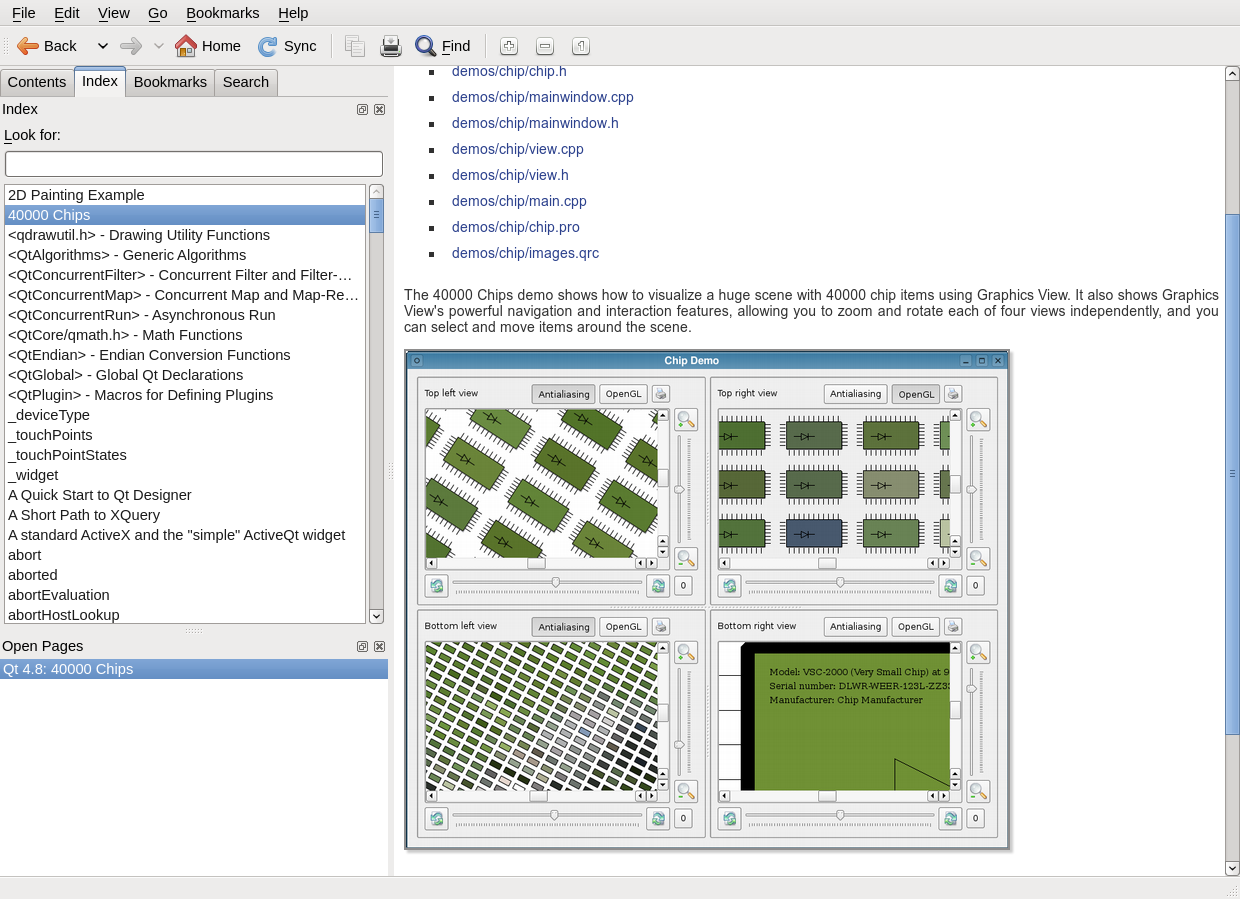 File Edit View Go Bookmarks Help
Back Home Sync Find
Contents Index Bookmarks Search
Index
Look for:
2D Painting Example
40000 Chips
<qdrawutil.h> - Drawing Utility Functions
<QtAlgorithms> - Generic Algorithms
<QtConcurrentFilter> - Concurrent Filter and Filter-…
<QtConcurrentMap> - Concurrent Map and Map-Re…
<QtConcurrentRun> - Asynchronous Run
<QtCore/qmath.h> - Math Functions
<QtEndian> - Endian Conversion Functions
<QtGlobal> - Global Qt Declarations
<QtPlugin> - Macros for Defining Plugins
_deviceType
_touchPoints
_touchPointStates
_widget
A Quick Start to Qt Designer
A Short Path to XQuery
A standard ActiveX and the "simple" ActiveQt widget
abort
aborted
abortEvaluation
abortHostLookup
Open Pages
Qt 4.8: 40000 Chips
demos/chip/chip.h
demos/chip/mainwindow.cpp
demos/chip/mainwindow.h
demos/chip/view.cpp
demos/chip/view.h
demos/chip/main.cpp
demos/chip/chip.pro
demos/chip/images.qrc
The 40000 Chips demo shows how to visualize a huge scene with 40000 chip items using Graphics View. It also shows Graphics
View's powerful navigation and interaction features, allowing you to zoom and rotate each of four views independently, and you
can select and move items around the scene.
Chip Demo
Top left view Antialiasing OpenGL
0
Top right view Antialiasing OpenGL
0
Bottom left view Antialiasing OpenGL
0
Bottom right view Antialiasing OpenGL
Model: VSC-2000 (Very Small Chip) at 9
Serial number: DLWR-WEER-123L-ZZ33
Manufacturer: Chip Manufacturer
0